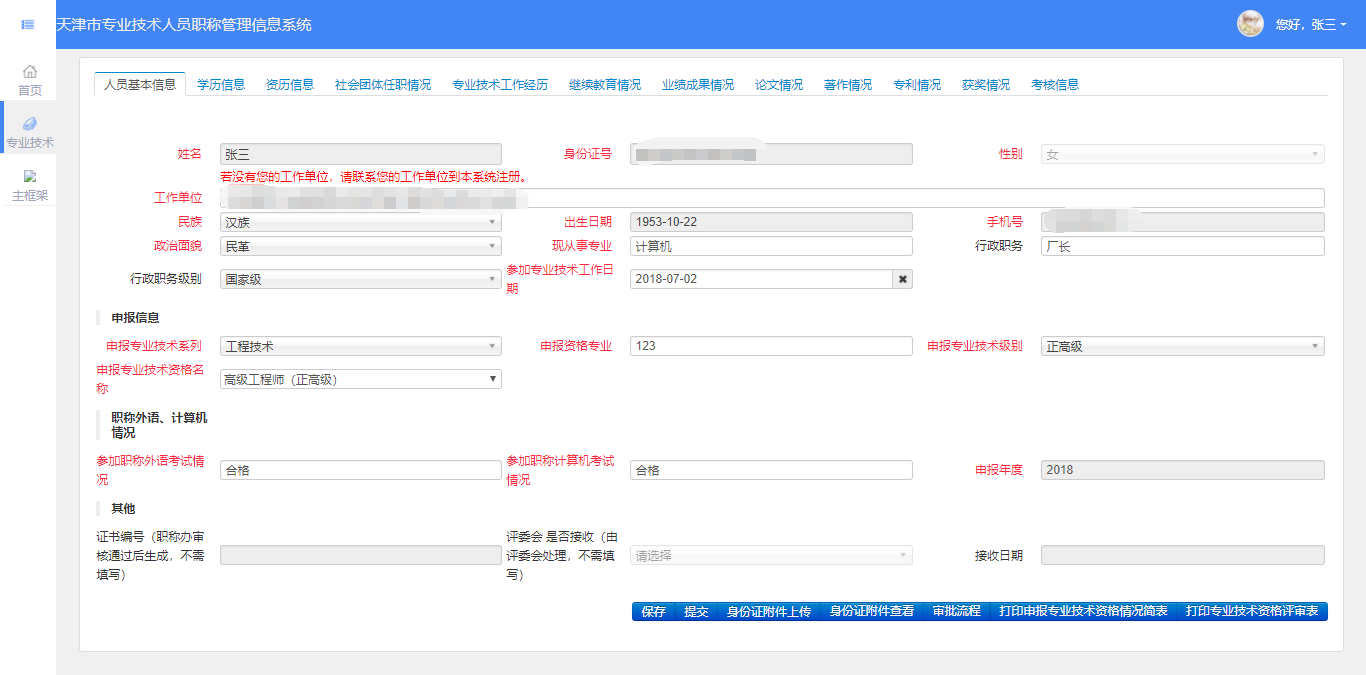 天津市专业技术人员职称管理信息系统
您好，张三
首页
专业技术
主框架
人员基本信息 学历信息 资历信息 社会团体任职情况 专业技术工作经历 继续教育情况 业绩成果情况 论文情况 著作情况 专利情况 获奖情况 考核信息
姓名 张三 身份证号 性别 女
若没有您的工作单位，请联系您的工作单位到本系统注册。
工作单位
民族 汉族 出生日期 1953-10-22 手机号
政治面貌 民革 现从事专业 计算机 行政职务 厂长
行政职务级别 国家级 参加专业技术工作日
期 2018-07-02
申报信息
申报专业技术系列 工程技术 申报资格专业 123 申报专业技术级别 正高级
申报专业技术资格名
称 高级工程师（正高级）
职称外语、计算机
情况
参加职称外语考试情
况 合格 参加职称计算机考试
情况 合格 申报年度 2018
其他
证书编号（职称办审
核通过后生成，不需
填写）
评委会 是否接收（由
评委会处理，不需填
写） 请选择 接收日期
保存 提交 身份证附件上传 身份证附件查看 审批流程 打印申报专业技术资格情况简表 打印专业技术资格评审表